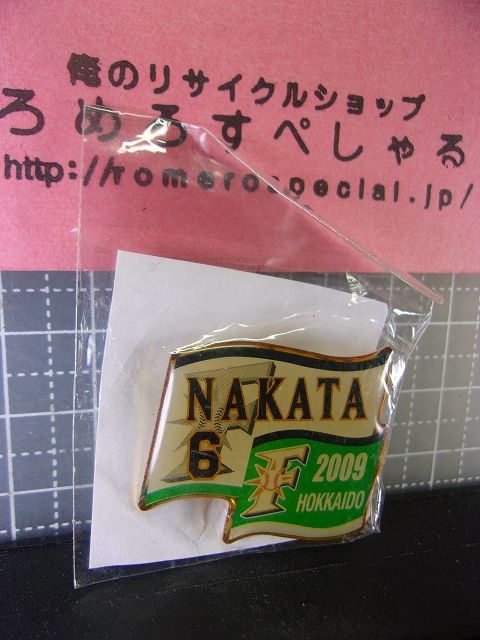 俺のリサイクルショップ
ろめろすぺしゃる
http://romerospecial.jp/
NAKATA
6
F 2009
HOKKAIDO